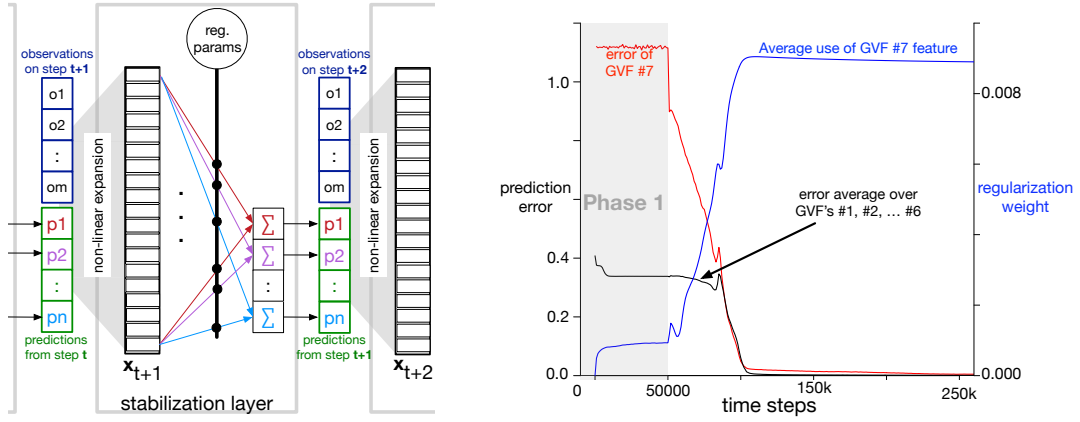 observations
on step t+1
o1
o2
:
om
p1
p2
:
pn
predictions
from step t
non-linear expansion
x t+1
reg.
params
. . .
Σ
Σ
:
Σ
stabilization layer
observations
on step t+2
o1
o2
:
om
p1
p2
:
pn
predictions
from step t+1
non-linear expansion
x t+2
error of
GVF #7
Average use of GVF #7 feature
1.0
0.4
0.2
0.0
prediction
error
Phase 1
error average over
GVF's #1, #2, ... #6
0.008
0.000
regularization
weight
0
50000
100k
150k
250k
time steps